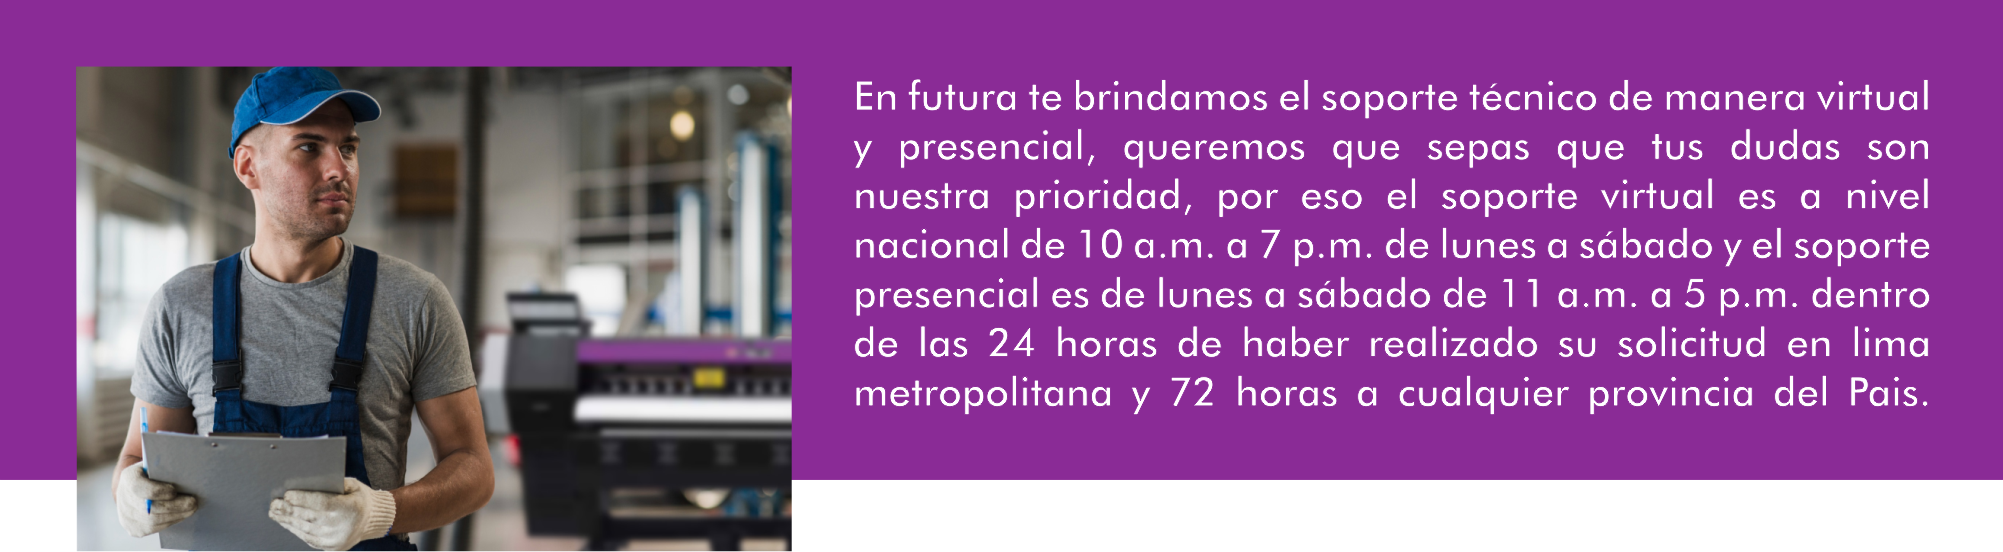 En futura te brindamos el soporte técnico de manera virtual
y presencial, queremos que sepas que tus dudas son
nuestra prioridad, por eso el soporte virtual es a nivel
nacional de 10 a.m. a 7 p.m. de lunes a sábado y el soporte
presencial es de lunes a sábado de 11 a.m. a 5 p.m. dentro
de las 24 horas de haber realizado su solicitud en lima
metropolitana y 72 horas a cualquier provincia del Pais.